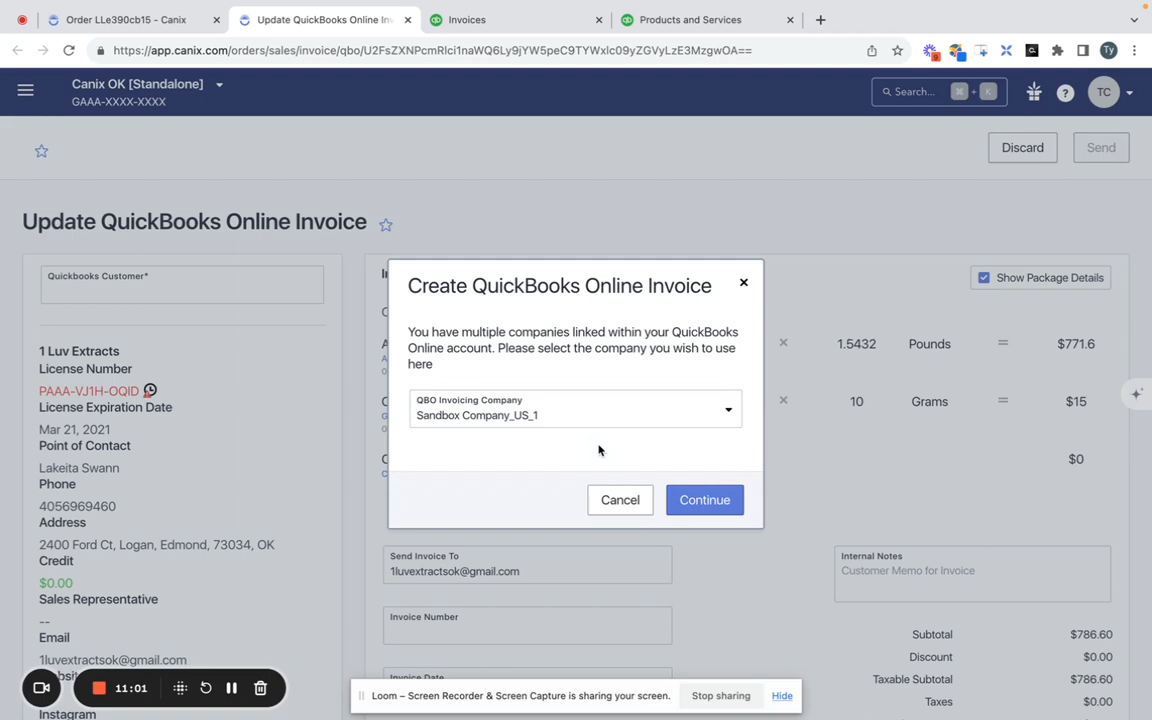 Order LLe390cb15 - Canix
Update QuickBooks Online In
Invoices
Products and Services
https://app.canix.com/orders/sales/invoice/qbo/U2FsZXNPcmRlci1naWQ6Ly9jYW5peC9TYWxlc09yZGVyLzE3MzgwOA==
Ty
Canix OK [Standalone]
GAAA-XXXX-XXXX
Search...
⌘ + K
?
TC
Discard
Send
Update QuickBooks Online Invoice
Quickbooks Customer*
Show Package Details
Create QuickBooks Online Invoice
You have multiple companies linked within your QuickBooks
Online account. Please select the company you wish to use
here
QBO Invoicing Company
Sandbox Company_US_1
Cancel
Continue
1.5432 Pounds = $771.6
10 Grams = $15
$0
1 Luv Extracts
License Number
PAAA-VJ1H-OQID
License Expiration Date
Mar 21, 2021
Point of Contact
Lakeita Swann
Phone
4056969460
Address
2400 Ford Ct, Logan, Edmond, 73034, OK
Credit
$0.00
Sales Representative
--
Email
1luvextractsok@gmail.com
Instagram
Send Invoice To
1luvextractsok@gmail.com
Invoice Number
Internal Notes
Customer Memo for Invoice
Subtotal $786.60
Discount $0.00
Taxable Subtotal $786.60
Taxes $0.00
11:01
Loom – Screen Recorder & Screen Capture is sharing your screen.
Stop sharing
Hide